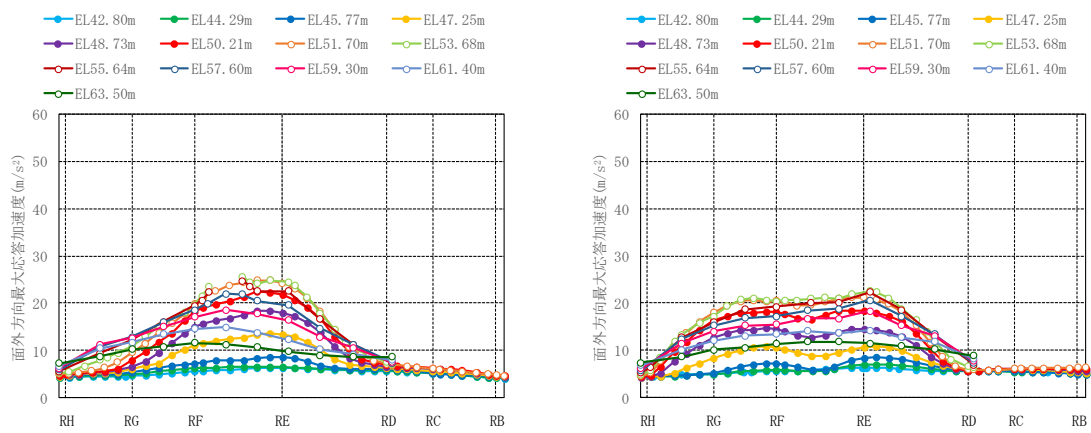 EL42.80m EL44.29m EL45.77m EL47.25m
EL48.73m EL50.21m EL51.70m EL53.68m
EL55.64m EL57.60m EL59.30m EL61.40m
EL63.50m
60
50
40
30
20
10
0
面外方向最大応答加速度(m/s²)
RH RG RF RE RD RC RB
EL42.80m EL44.29m EL45.77m EL47.25m
EL48.73m EL50.21m EL51.70m EL53.68m
EL55.64m EL57.60m EL59.30m EL61.40m
EL63.50m
60
50
40
30
20
10
0
面外方向最大応答加速度(m/s²)
RH RG RF RE RD RC RB